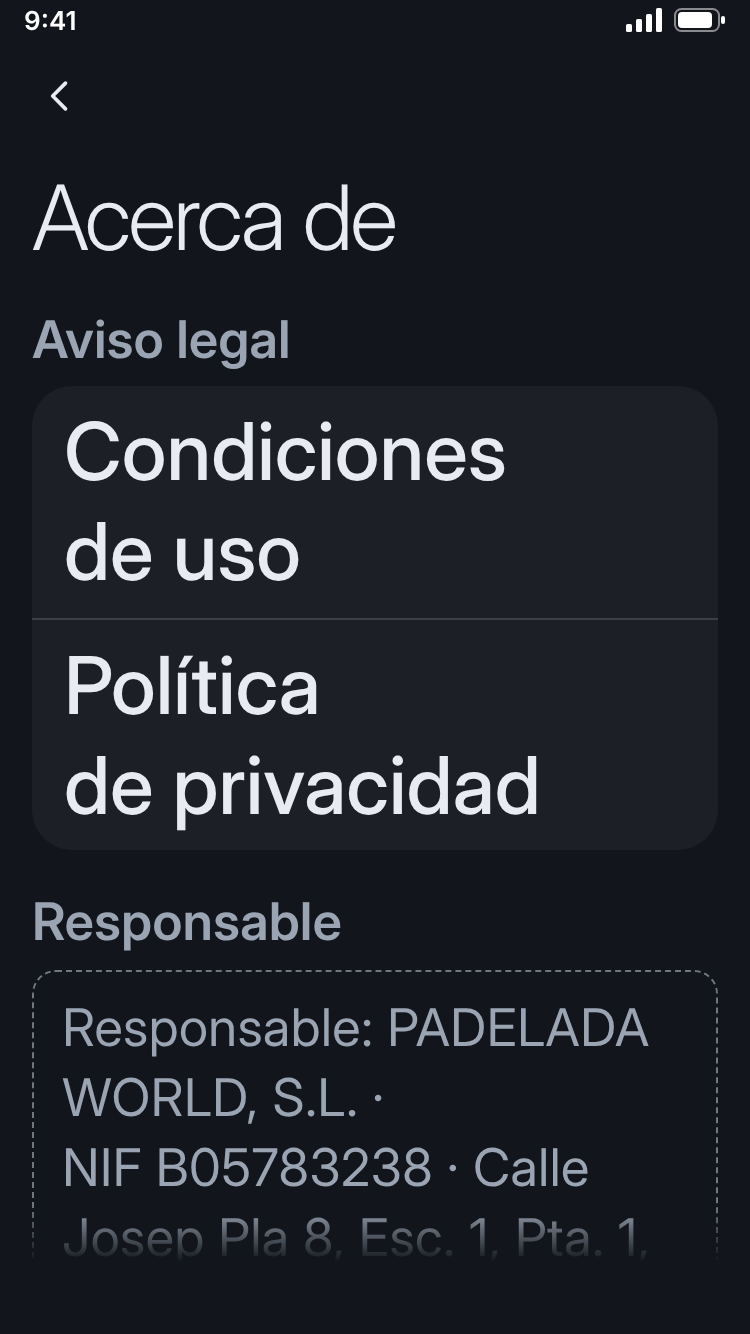 9:41
Acerca de
Aviso legal
Condiciones
de uso
Política
de privacidad
Responsable
Responsable: PADELADA
WORLD, S.L. ·
NIF B05783238 · Calle
Josep Pla 8, Esc. 1, Pta. 1,